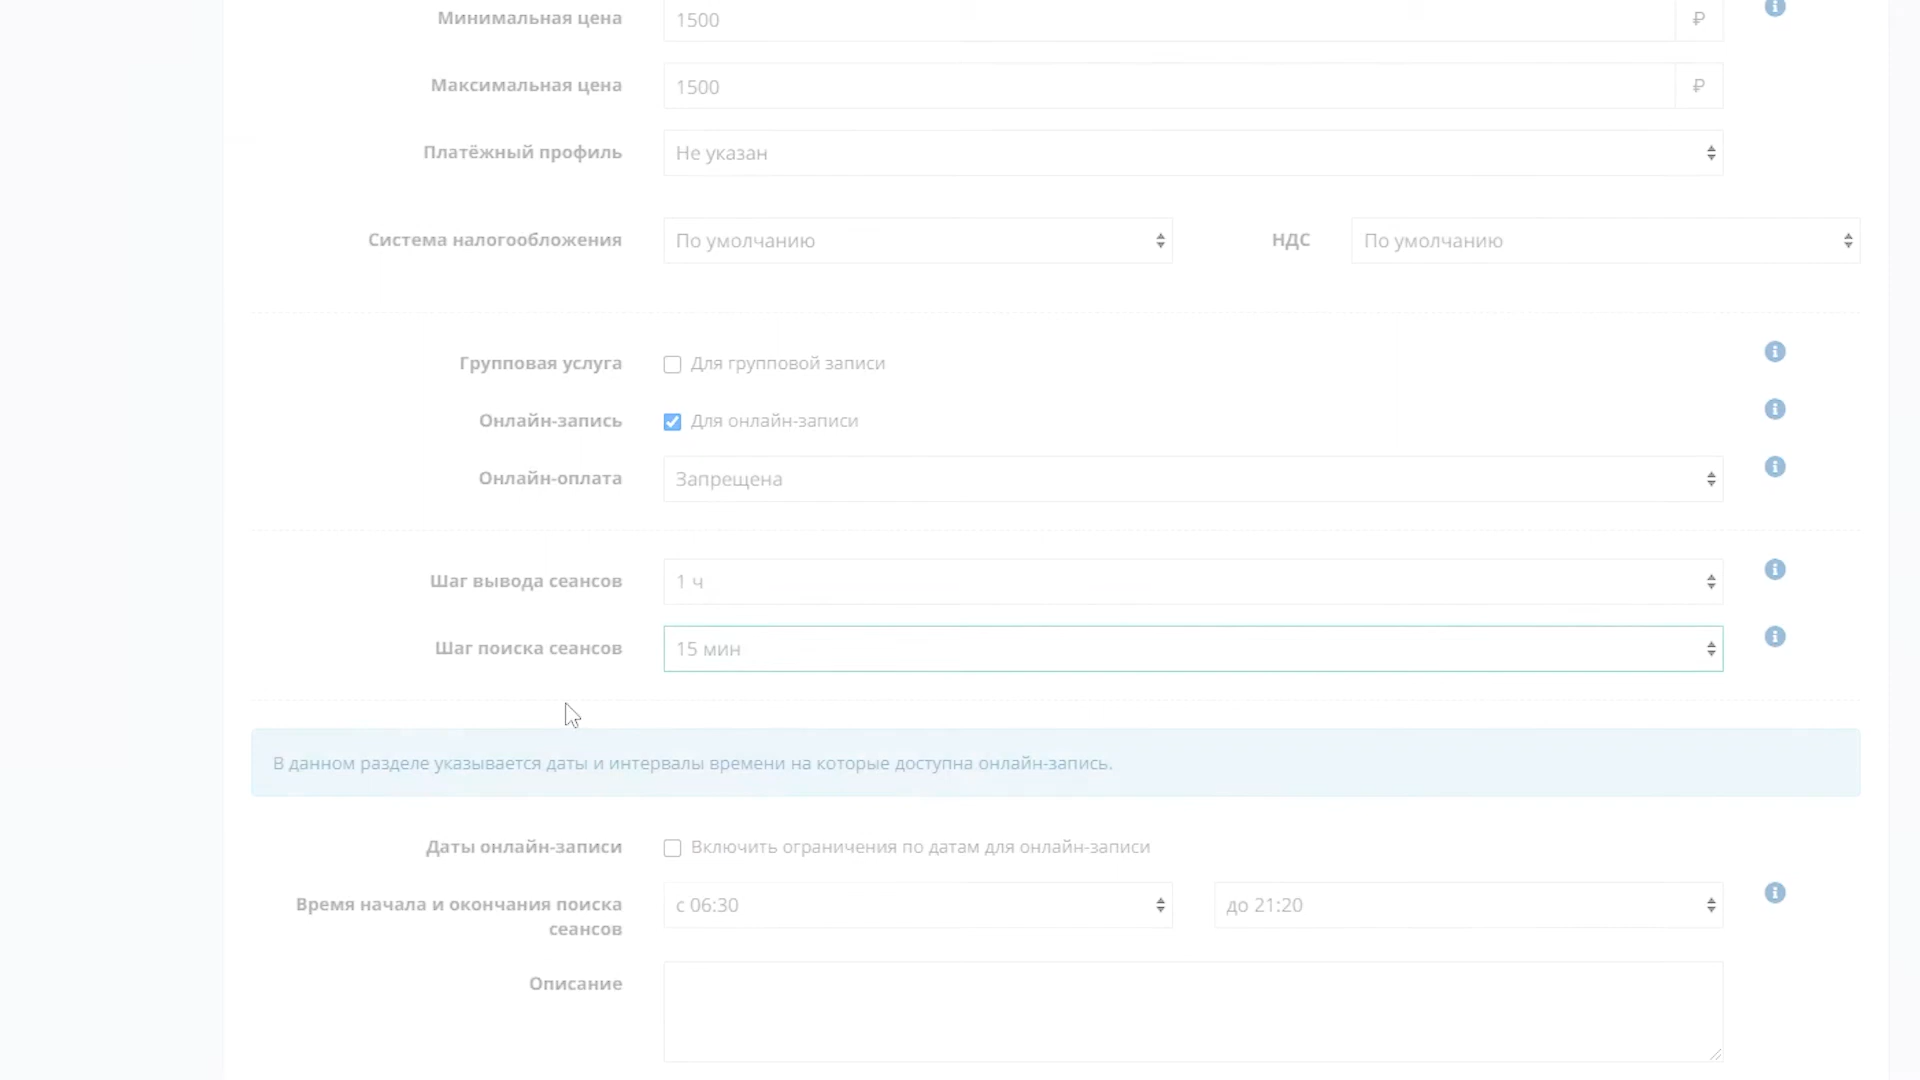 Минимальная цена 1500 ₽
Максимальная цена 1500 ₽
Платёжный профиль Не указан
Система налогообложения По умолчанию НДС По умолчанию
Групповая услуга Для групповой записи
Онлайн-запись Для онлайн-записи
Онлайн-оплата Запрещена
Шаг вывода сеансов 1 ч
Шаг поиска сеансов 15 мин
В данном разделе указывается даты и интервалы времени на которые доступна онлайн-запись.
Даты онлайн-записи Включить ограничения по датам для онлайн-записи
Время начала и окончания поиска с 06:30 до 21:20
сеансов
Описание